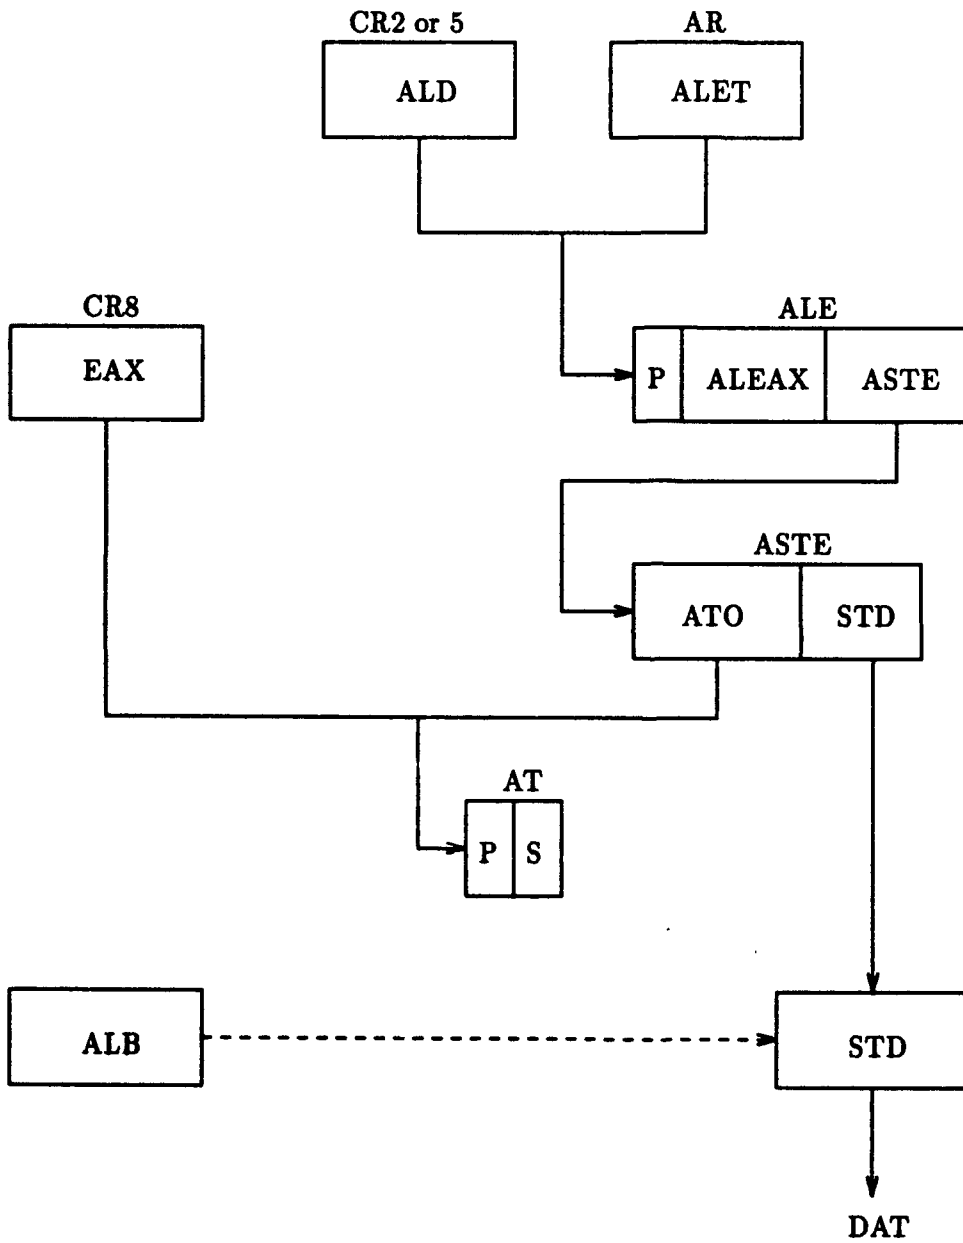 CR2 or 5
AR
ALD
ALET
CR8
ALE
EAX
P
ALEAX
ASTE
ASTE
ATO
STD
AT
P
S
ALB
STD
DAT